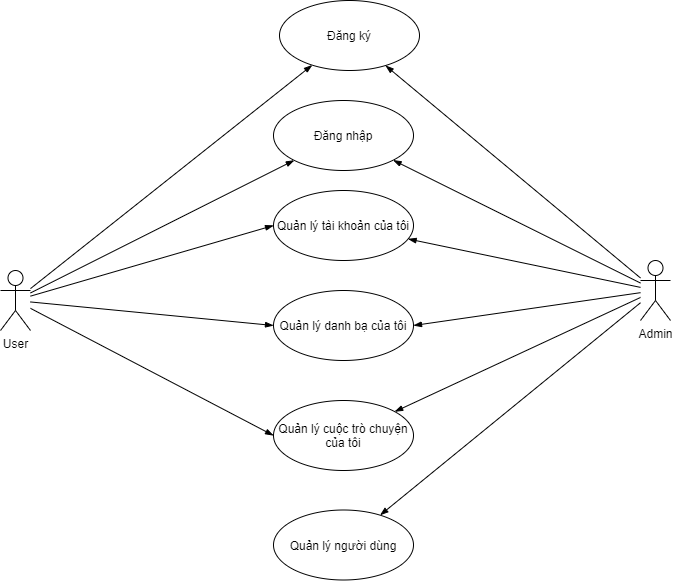 Đăng ký
Đăng nhập
Quản lý tài khoản của tôi
Quản lý danh bạ của tôi
User
Admin
Quản lý cuộc trò chuyện
của tôi
Quản lý người dùng